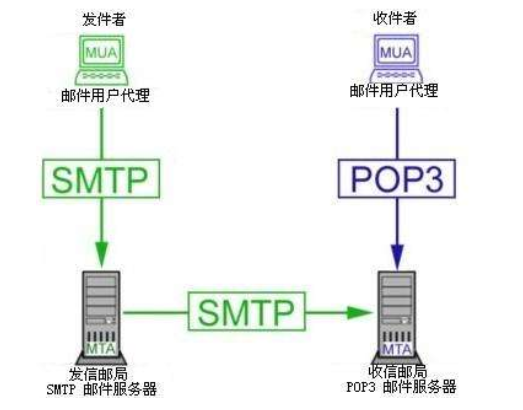 发件者
收件者
MUA
MUA
邮件用户代理
邮件用户代理
SMTP
POP3
SMTP
MTA
MTA
发信邮局
SMTP 邮件服务器
收信邮局
POP3 邮件服务器